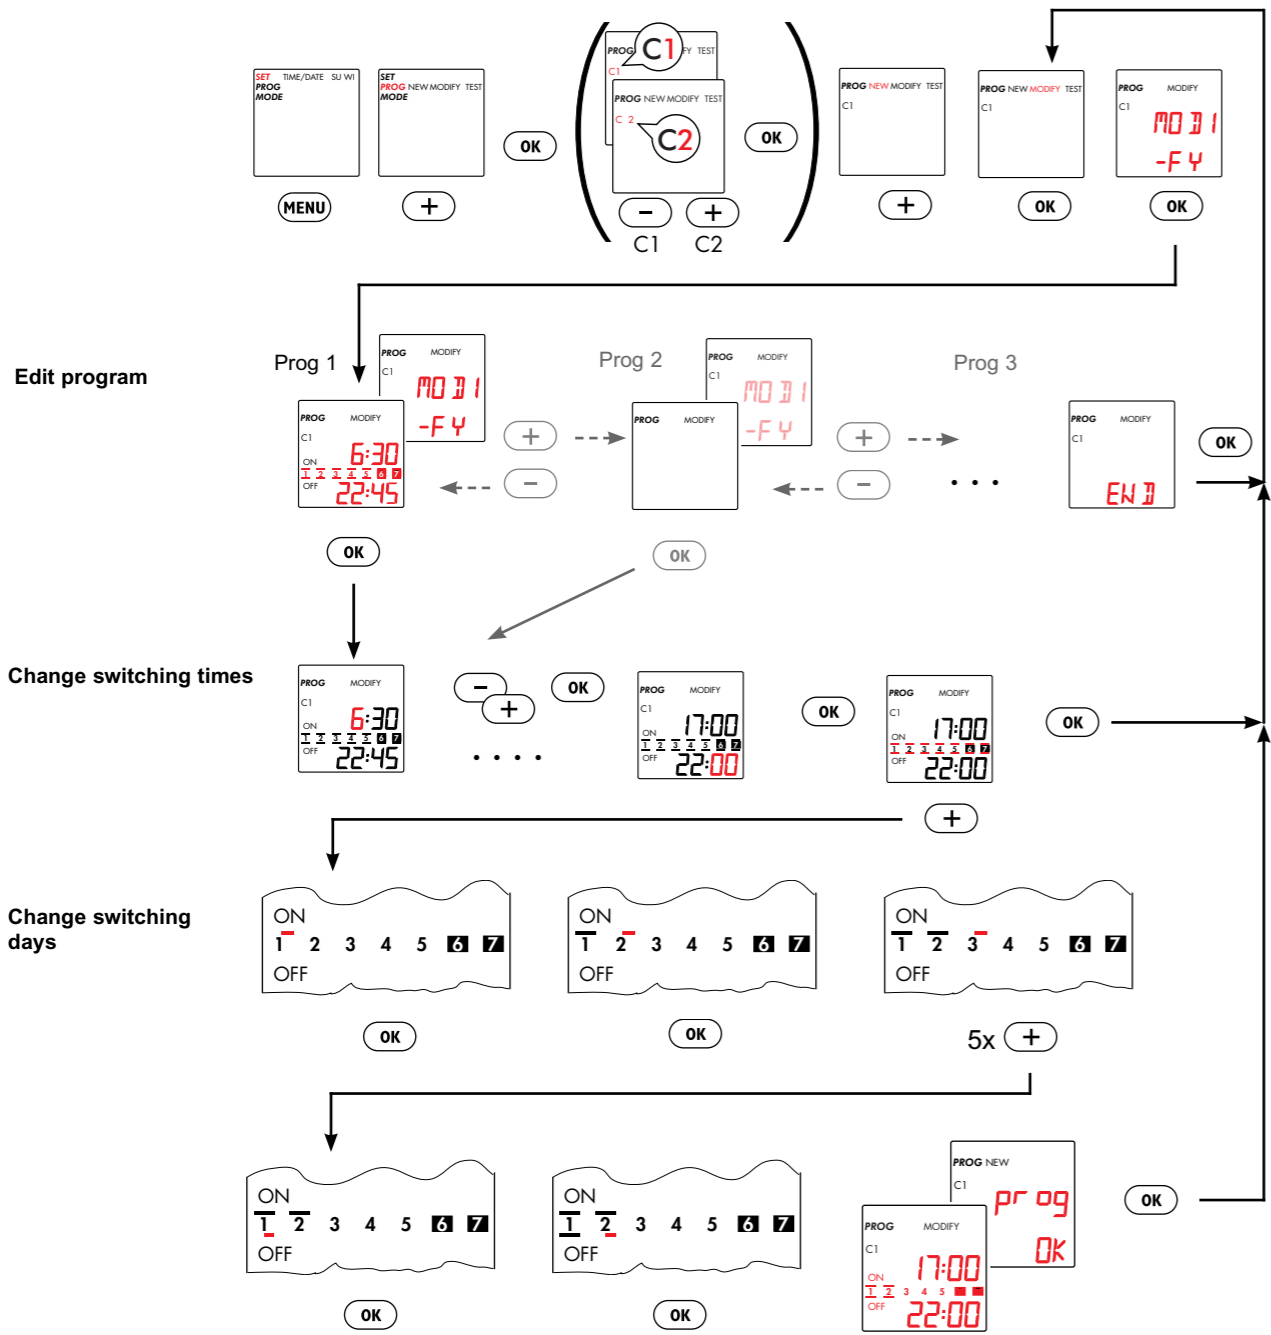 SET TIME/DATE SU WI
PROG
MODE
MENU
SET
PROG NEW MODIFY TEST
MODE
+
OK
PROG FY TEST
C1
C1
PROG NEW MODIFY TEST
C 2
C2
OK
- +
C1 C2
PROG NEW MODIFY TEST
C1
+
PROG NEW MODIFY TEST
C1
OK
PROG MODIFY
C1
MODI
-FY
OK
Edit program
Prog 1
PROG MODIFY
C1
MODI
-FY
PROG MODIFY
C1
ON 6:30
1 2 3 4 5 6 7
OFF 22:45
OK
+
-
Prog 2
PROG MODIFY
C1
MODI
-FY
PROG MODIFY
OK
+
-
Prog 3
. . .
PROG MODIFY
C1
END
OK
Change switching times
PROG MODIFY
C1
ON 6:30
1 2 3 4 5 6 7
OFF 22:45
-
+
. . . .
OK
PROG MODIFY
C1
ON 17:00
1 2 3 4 5 6 7
OFF 22:00
OK
PROG MODIFY
C1
ON 17:00
1 2 3 4 5 6 7
OFF 22:00
+
OK
Change switching
days
ON
1 2 3 4 5 6 7
OFF
OK
ON
1 2 3 4 5 6 7
OFF
OK
ON
1 2 3 4 5 6 7
OFF
5x +
ON
1 2 3 4 5 6 7
OFF
OK
ON
1 2 3 4 5 6 7
OFF
OK
PROG NEW
C1
prog
OK
PROG MODIFY
C1
ON 17:00
1 2 3 4 5
OFF 22:00
OK